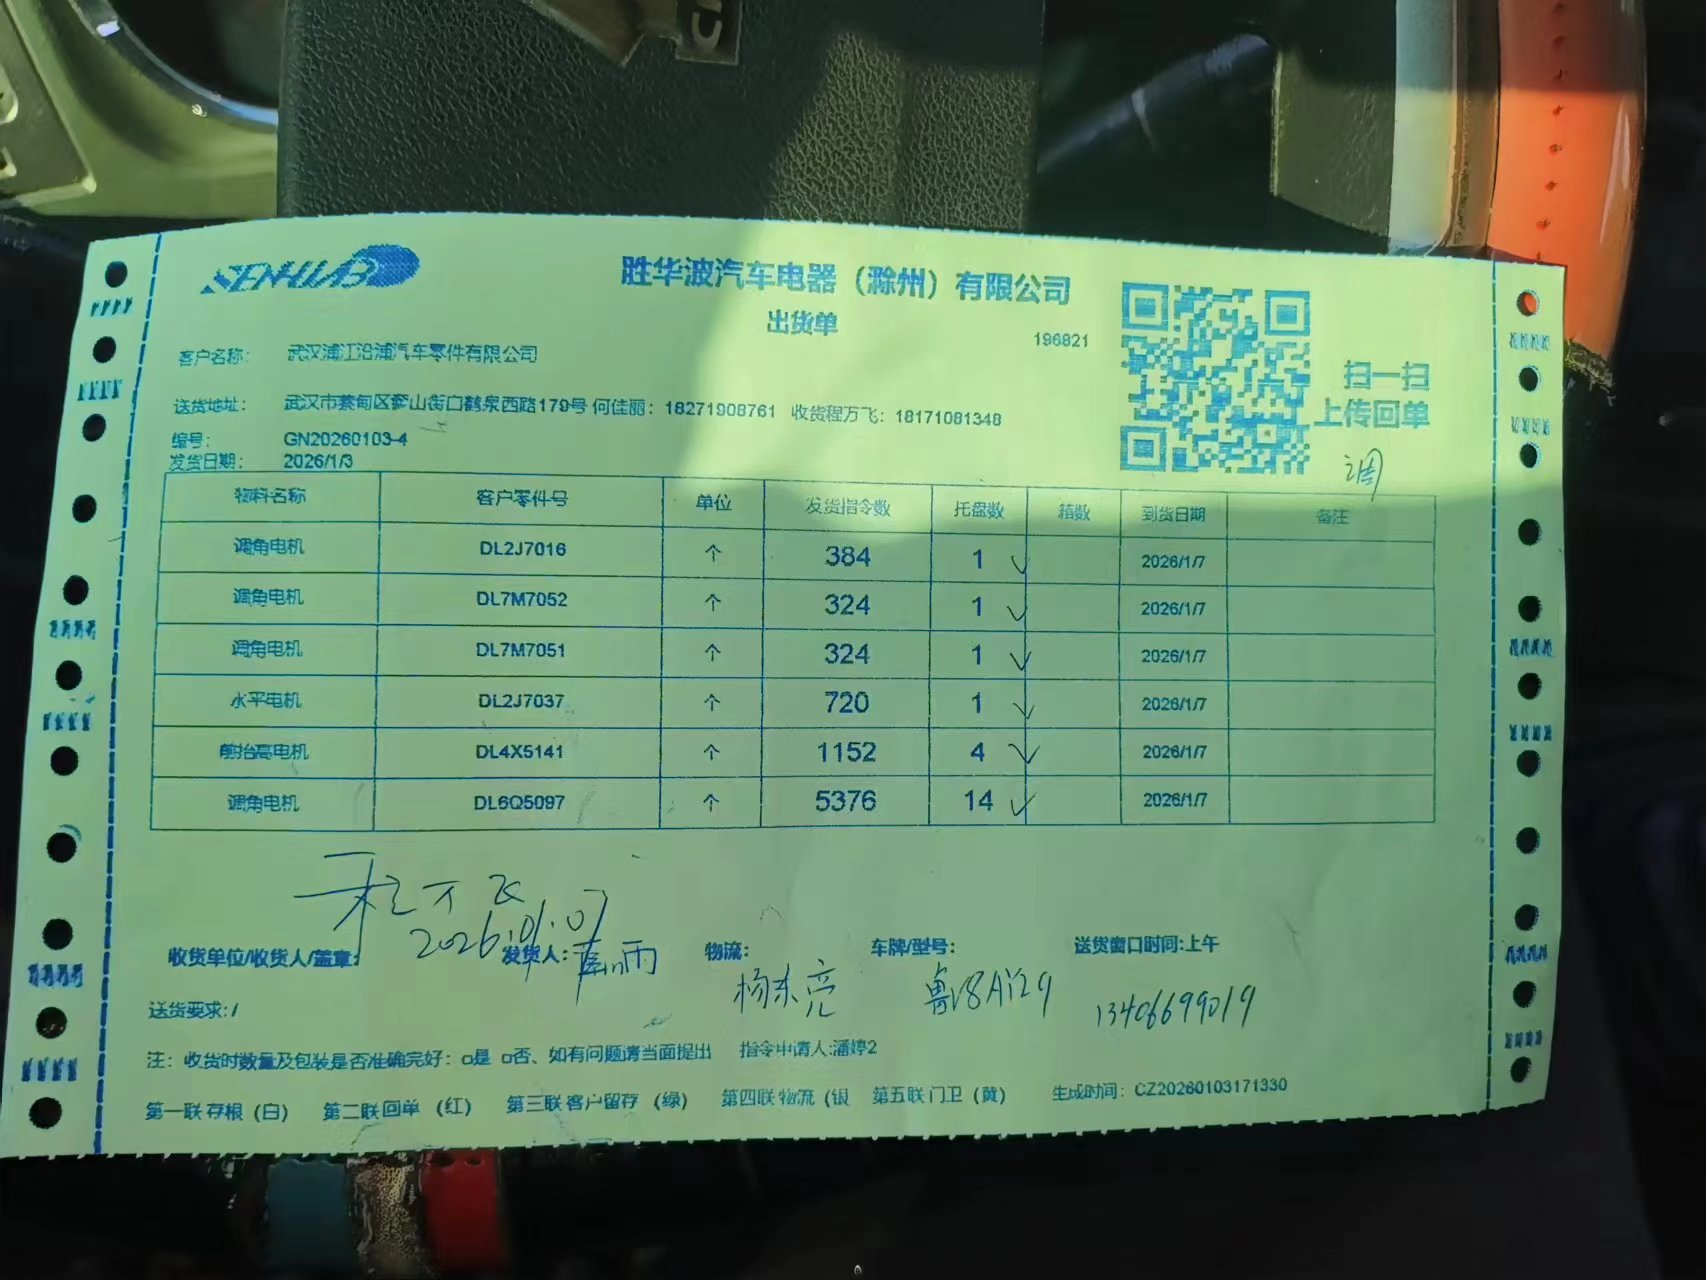 SENHWB
胜华波汽车电器（滁州）有限公司
出货单
196821
扫一扫
上传回单
调
客户名称： 武汉浦江沿浦汽车零件有限公司
送货地址： 武汉市蔡甸区奓山街口鹤泉西路179号 何佳丽：18271908761 收货程万飞：18171081348
编号： GN20260103-4
发货日期： 2026/1/3
物料名称 客户零件号 单位 发货指令数 托盘数 箱数 到货日期 备注
调角电机 DL2J7016 个 384 1 ✓ 2026/1/7
调角电机 DL7M7052 个 324 1 ✓ 2026/1/7
调角电机 DL7M7051 个 324 1 ✓ 2026/1/7
水平电机 DL2J7037 个 720 1 ✓ 2026/1/7
前抬高电机 DL4X5141 个 1152 4 ✓ 2026/1/7
调角电机 DL6Q5097 个 5376 14 ✓ 2026/1/7
程万飞
2026.01.07
收货单位/收货人/盖章： 发货人： 雨 物流： 车牌/型号： 送货窗口时间:上午
杨东亮 13406699019
送货要求:/
注：收货时数量及包装是否准确完好：o是 o否、如有问题请当面提出 指令申请人:潘婷2
第一联存根（白） 第二联回单（红） 第三联客户留存（绿） 第四联物流（银 第五联门卫（黄） 生成时间：CZ20260103171330